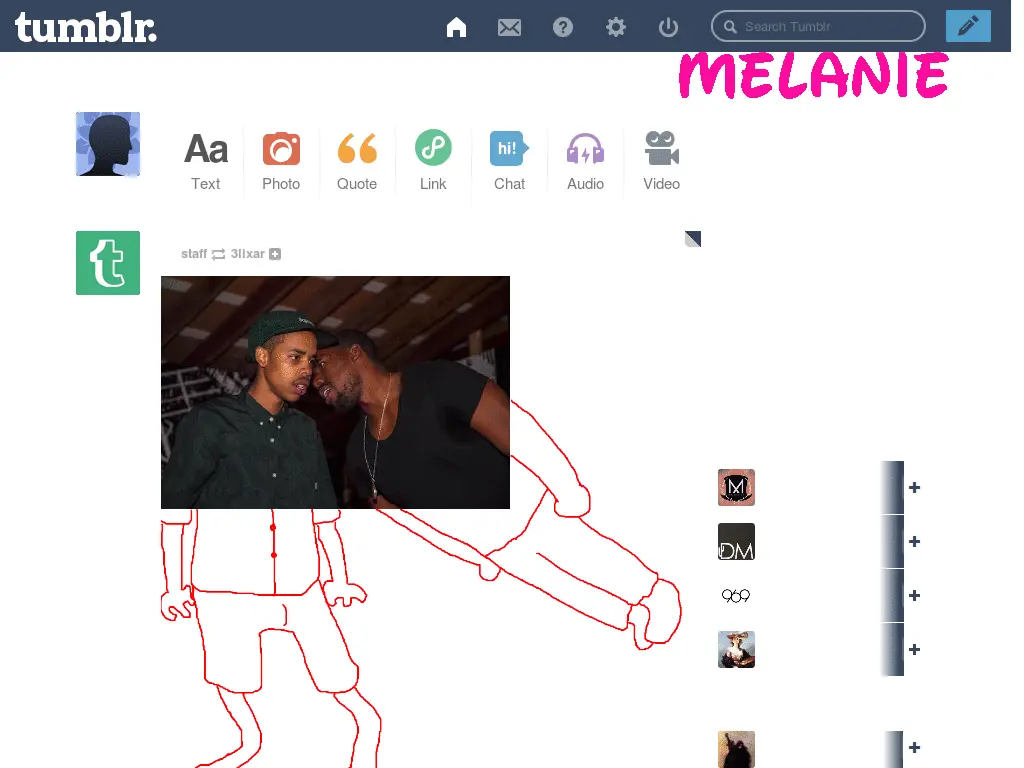 tumblr.
Search Tumblr
MELANIE
Aa
hi!
Text
Photo
Quote
Link
Chat
Audio
Video
t
staff 3lixar
M
DM
969